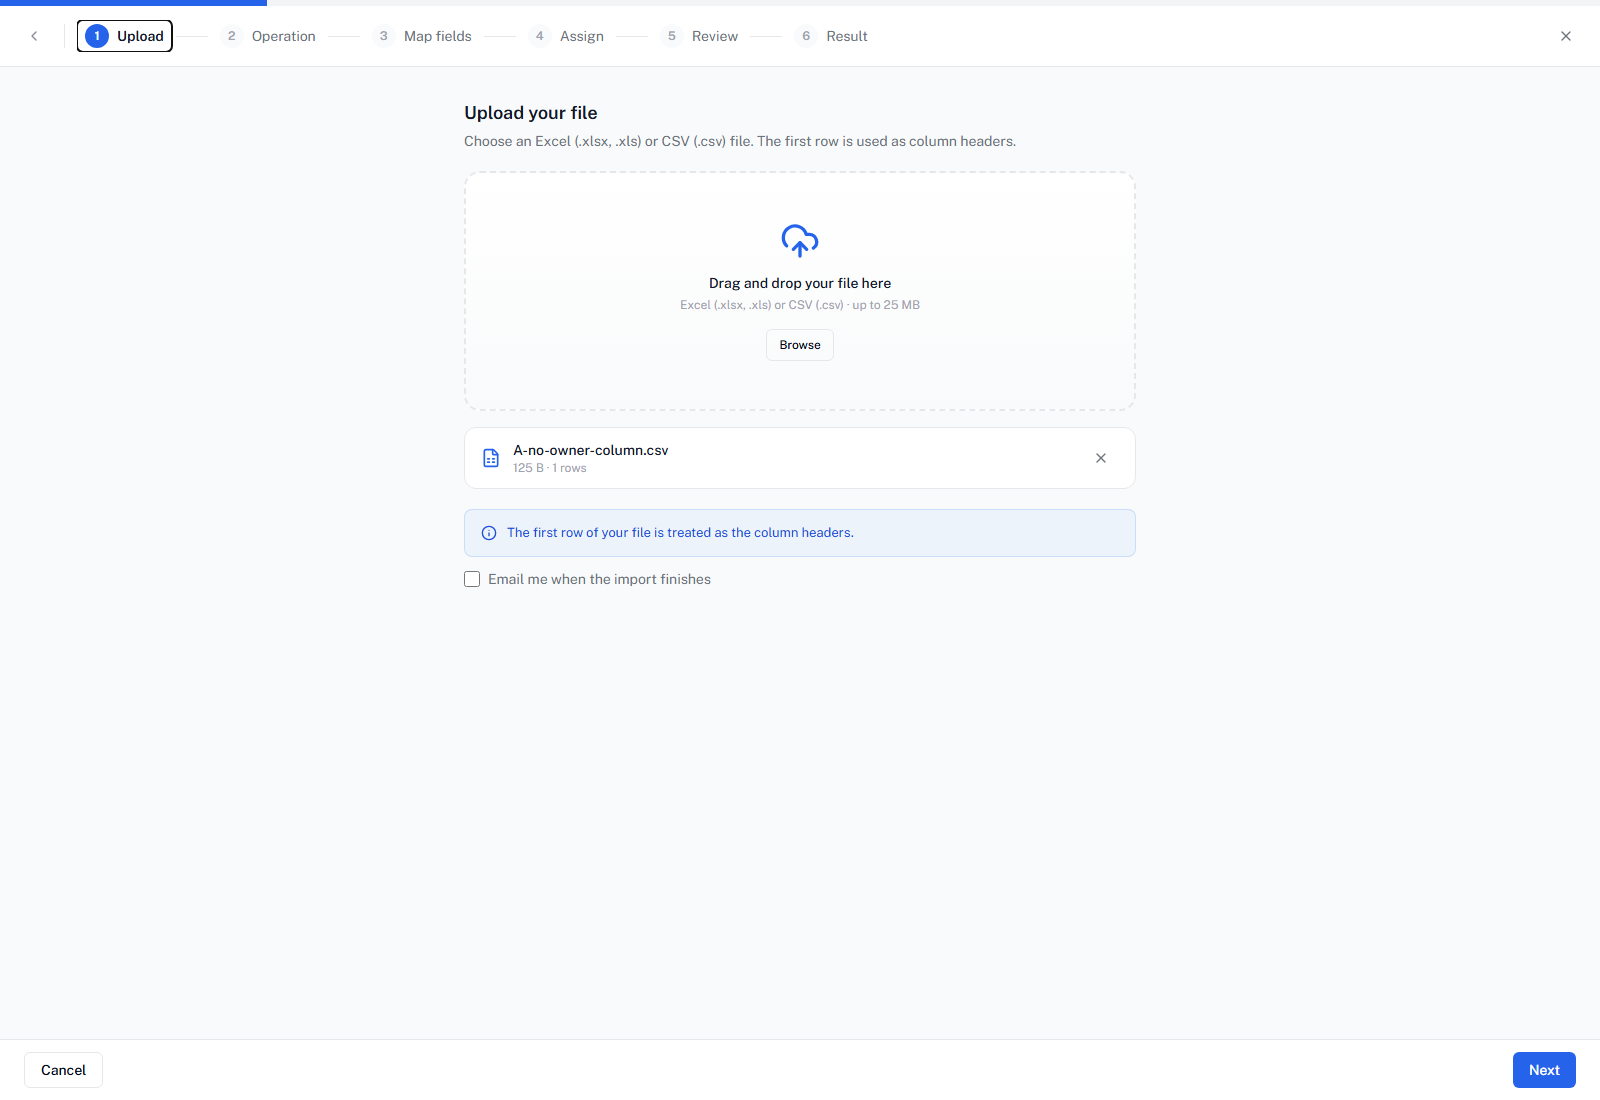 1 Upload
2 Operation
3 Map fields
4 Assign
5 Review
6 Result
Upload your file
Choose an Excel (.xlsx, .xls) or CSV (.csv) file. The first row is used as column headers.
Drag and drop your file here
Excel (.xlsx, .xls) or CSV (.csv) · up to 25 MB
Browse
A-no-owner-column.csv
125 B · 1 rows
The first row of your file is treated as the column headers.
Email me when the import finishes
Cancel
Next